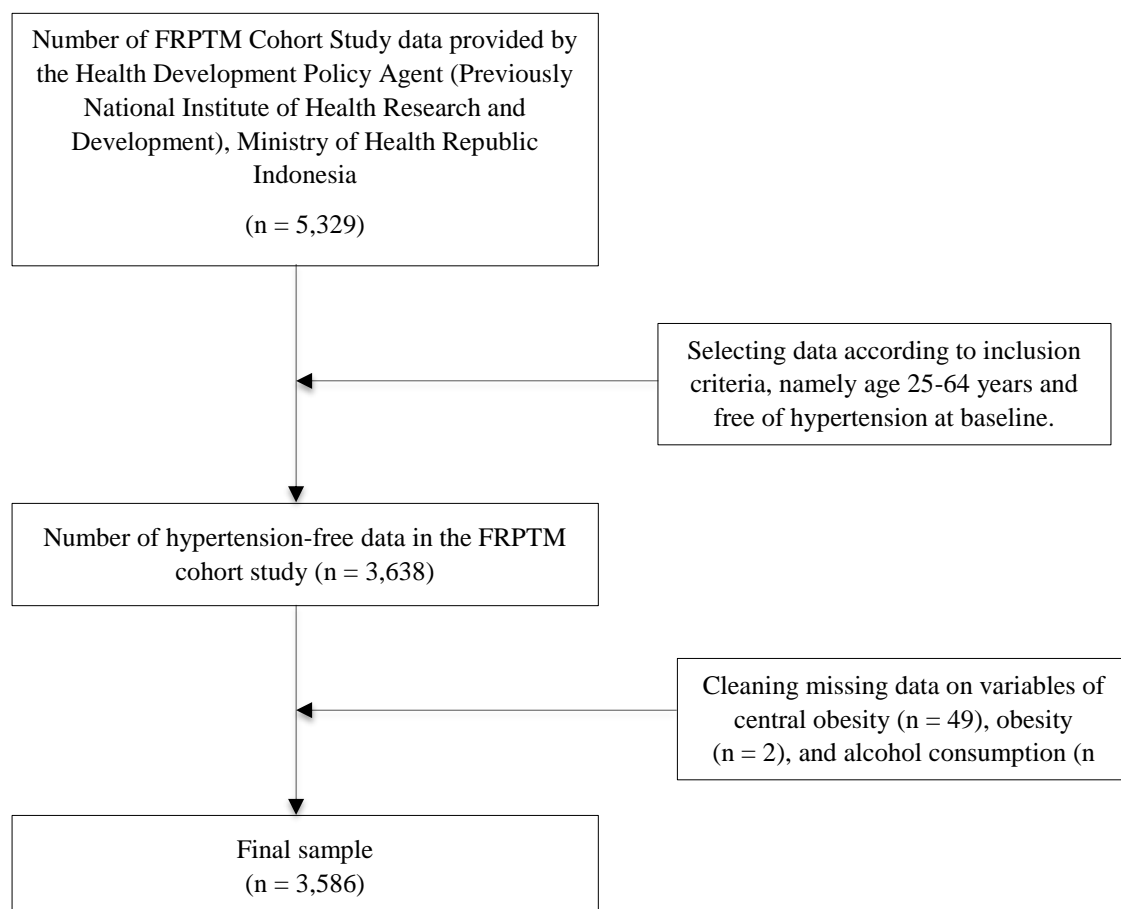 Number of FRPTM Cohort Study data provided by
the Health Development Policy Agent (Previously
National Institute of Health Research and
Development), Ministry of Health Republic
Indonesia
(n = 5,329)
Selecting data according to inclusion
criteria, namely age 25-64 years and
free of hypertension at baseline.
Number of hypertension-free data in the FRPTM
cohort study (n = 3,638)
Cleaning missing data on variables of
central obesity (n = 49), obesity
(n = 2), and alcohol consumption (n
Final sample
(n = 3,586)